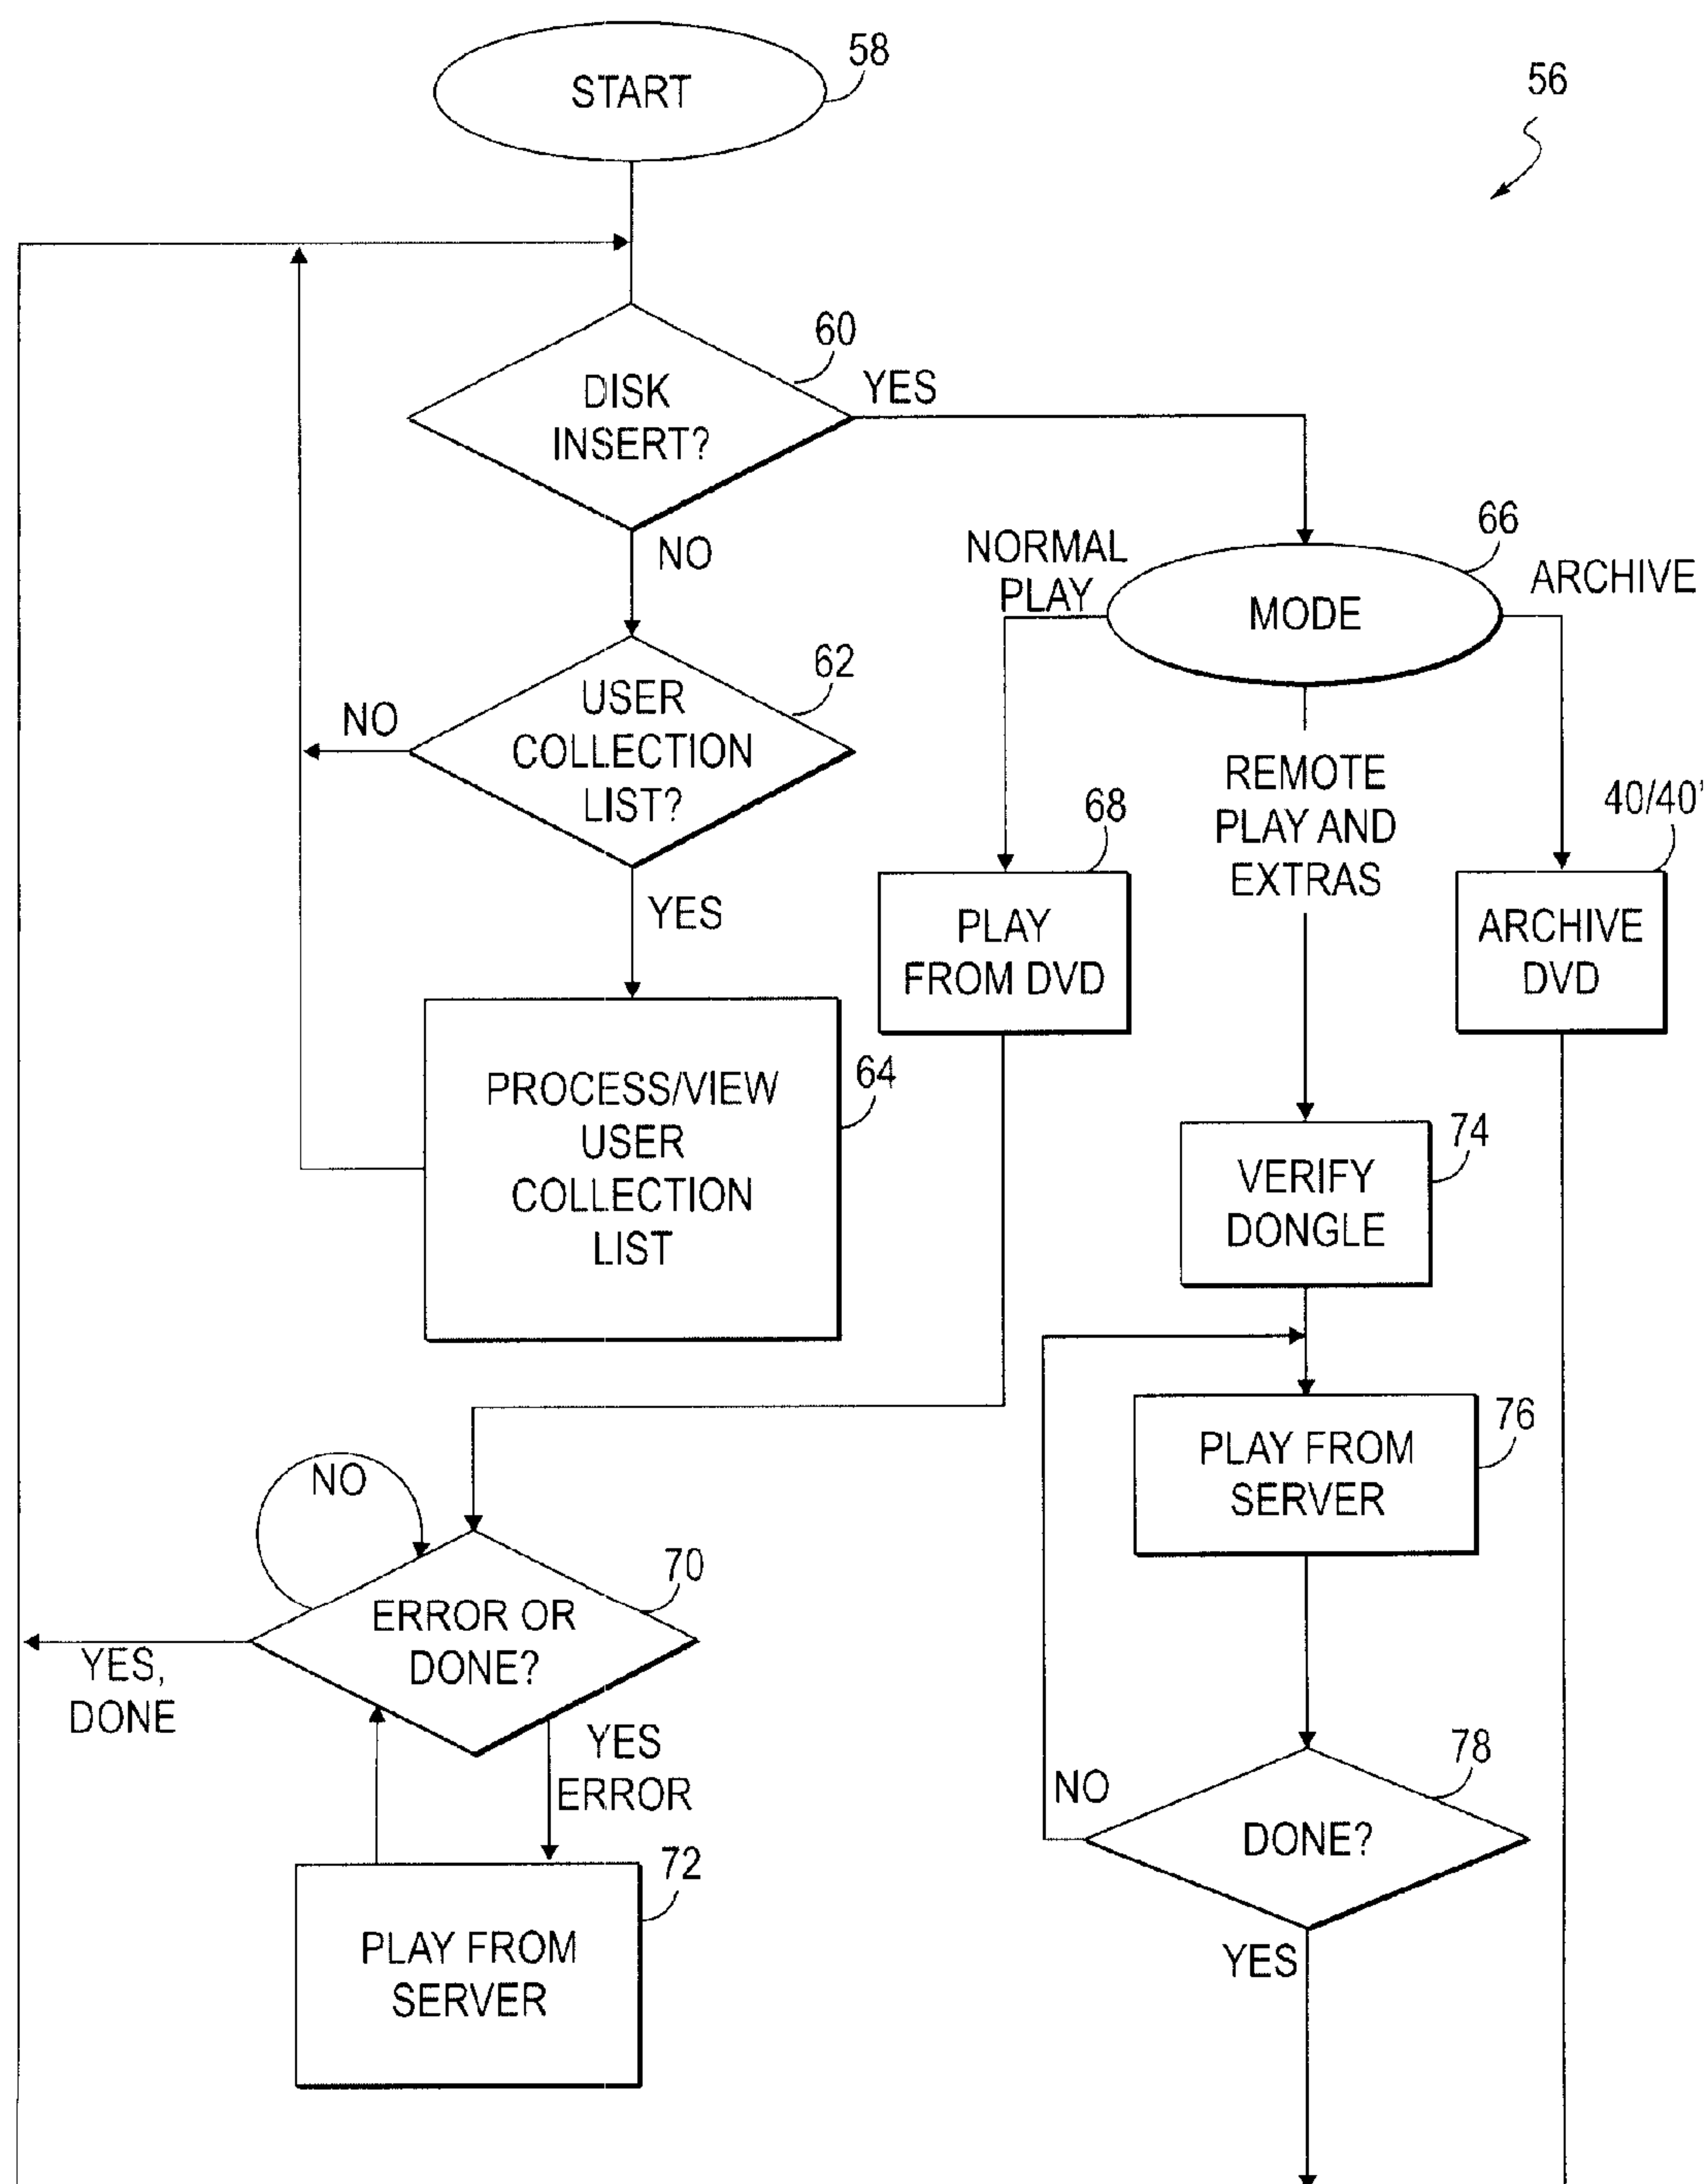 START
58
56
DISK
INSERT?
60
YES
NO
USER
COLLECTION
LIST?
62
NO
YES
PROCESS/VIEW
USER
COLLECTION
LIST
64
MODE
66
NORMAL
PLAY
ARCHIVE
REMOTE
PLAY AND
EXTRAS
PLAY
FROM DVD
68
ARCHIVE
DVD
40/40'
VERIFY
DONGLE
74
PLAY FROM
SERVER
76
NO
ERROR OR
DONE?
70
YES,
DONE
YES
ERROR
PLAY FROM
SERVER
72
DONE?
78
NO
YES